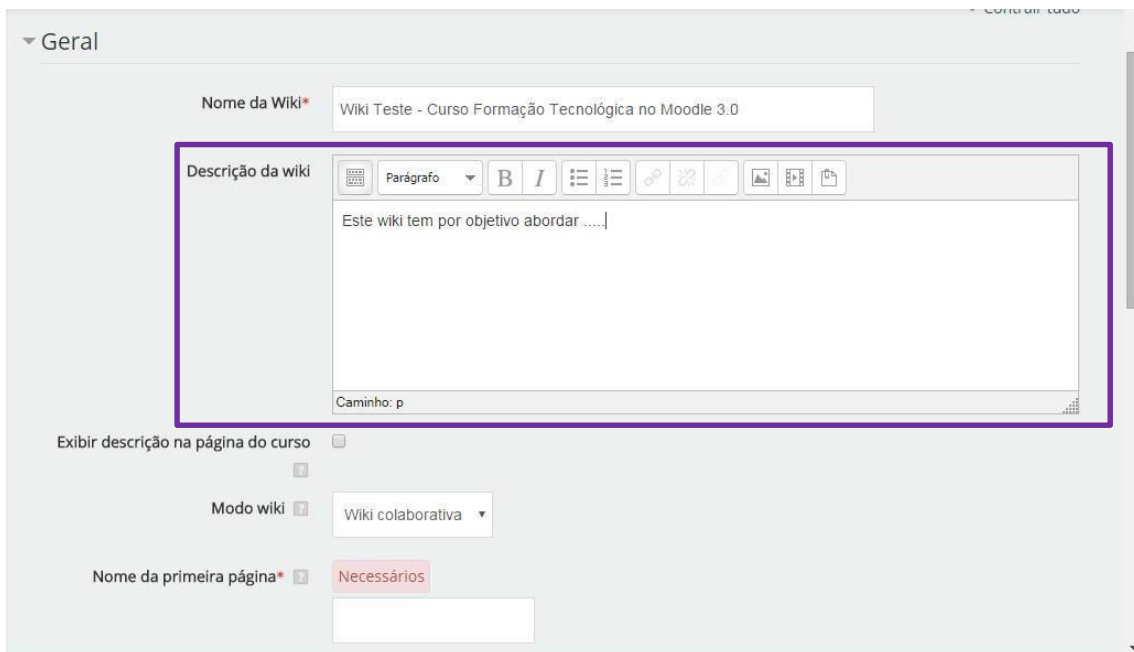 Contrair tudo
Geral
Nome da Wiki*
Wiki Teste - Curso Formação Tecnológica no Moodle 3.0
Descrição da wiki
Parágrafo
B I
Este wiki tem por objetivo abordar .....
Caminho: p
Exibir descrição na página do curso
Modo wiki
Wiki colaborativa
Nome da primeira página*
Necessários